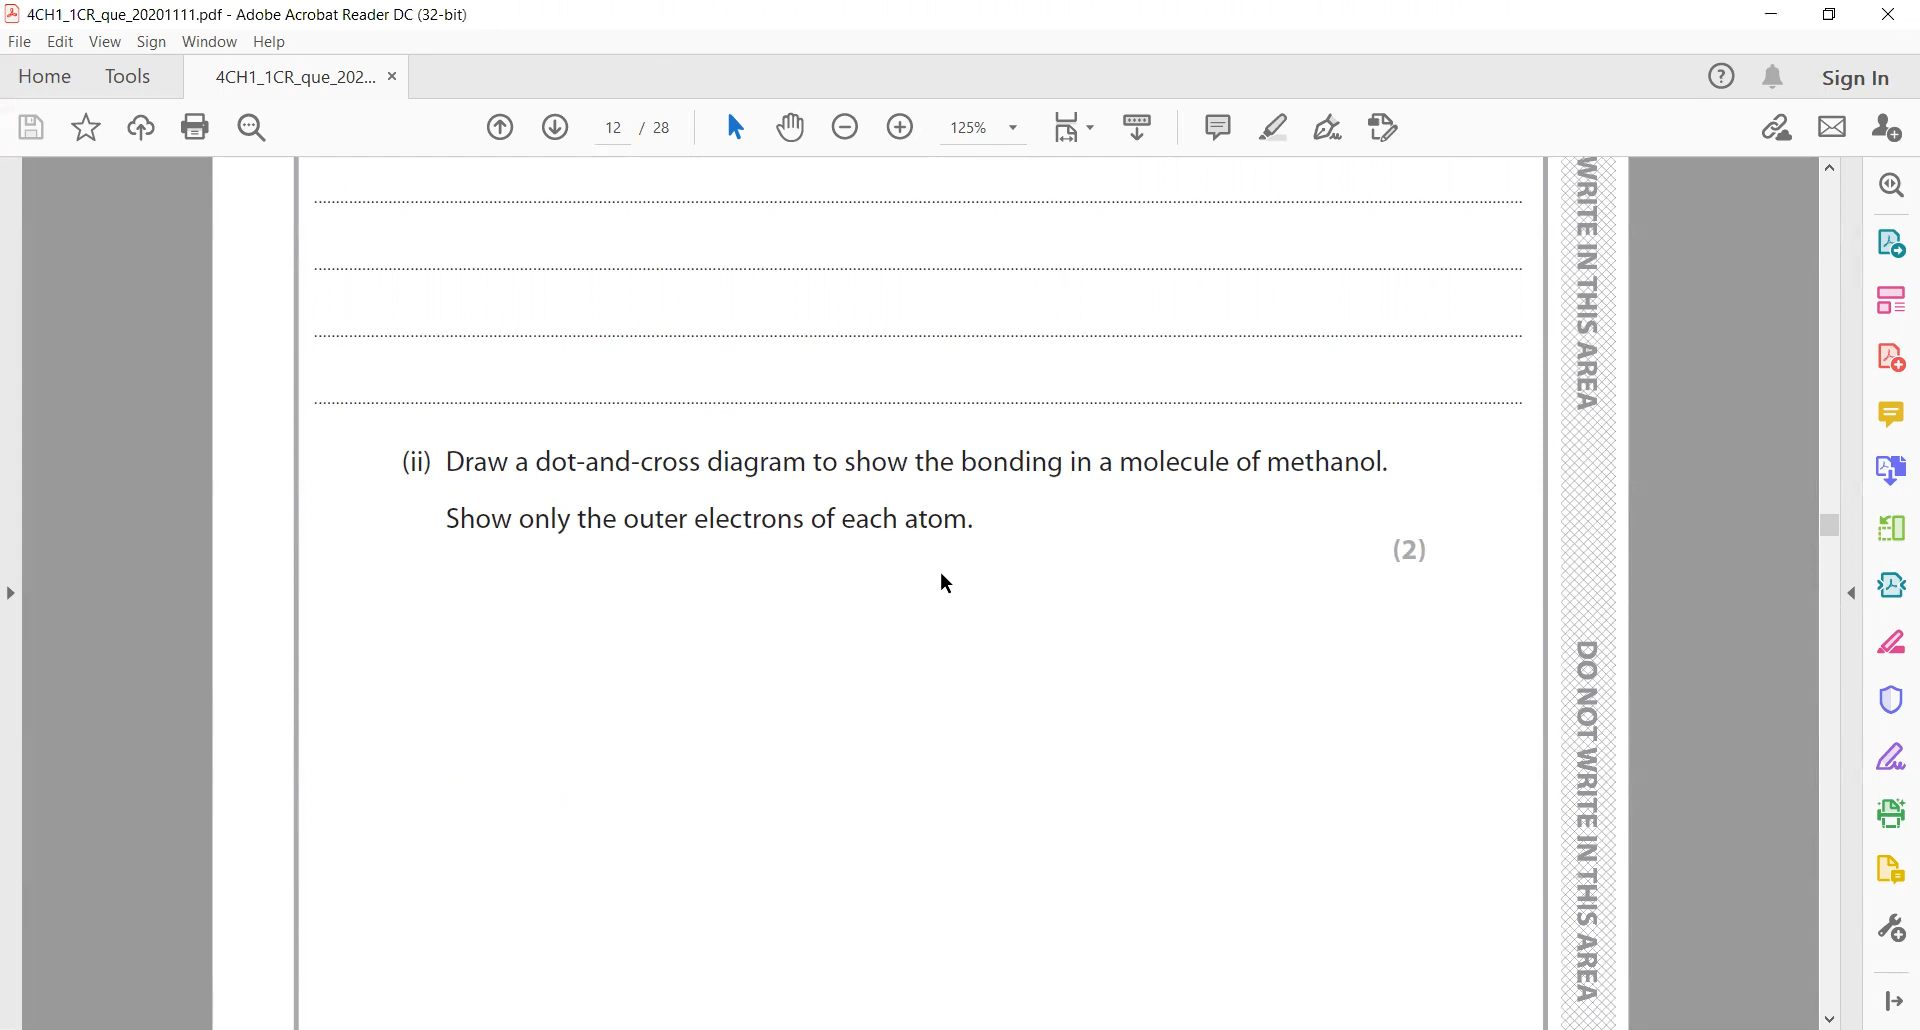 4CH1_1CR_que_20201111.pdf - Adobe Acrobat Reader DC (32-bit)
File Edit View Sign Window Help
Home Tools 4CH1_1CR_que_202... × Sign In
12 / 28 125%
(ii) Draw a dot-and-cross diagram to show the bonding in a molecule of methanol.
Show only the outer electrons of each atom.
(2)
WRITE IN THIS AREA
DO NOT WRITE IN THIS AREA